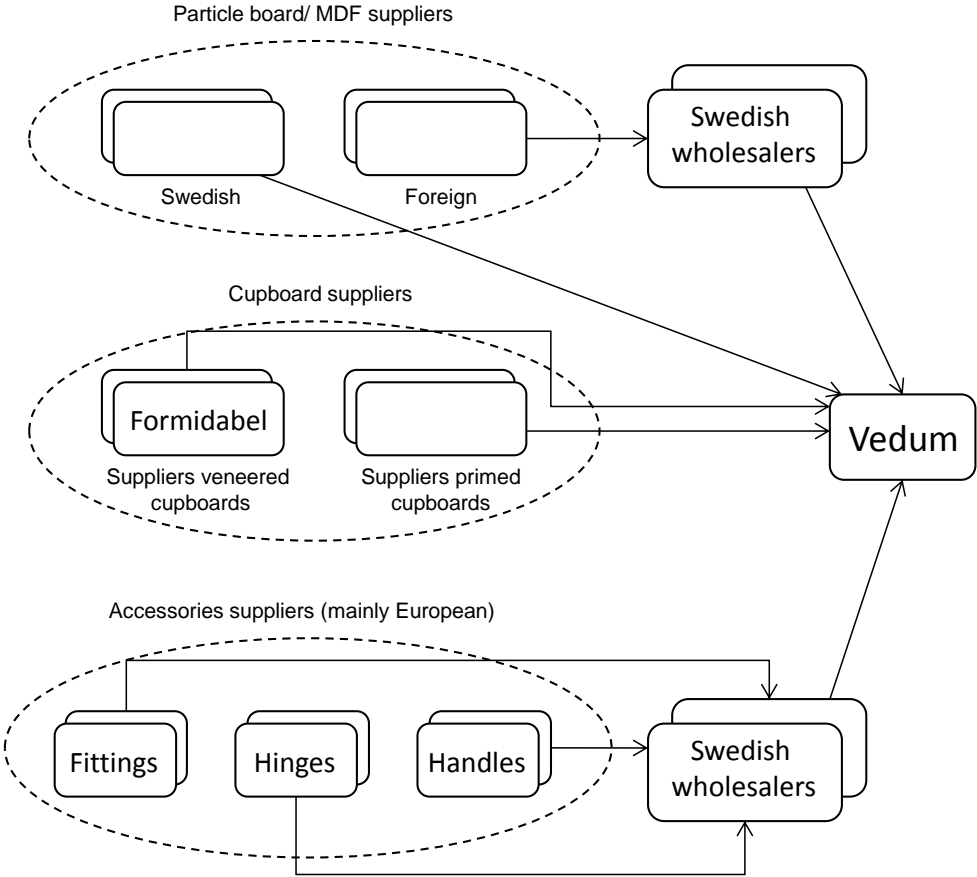 Particle board/ MDF suppliers
Swedish
wholesalers
Swedish
Foreign
Cupboard suppliers
Formidabel
Vedum
Suppliers veneered
cupboards
Suppliers primed
cupboards
Accessories suppliers (mainly European)
Fittings
Hinges
Handles
Swedish
wholesalers